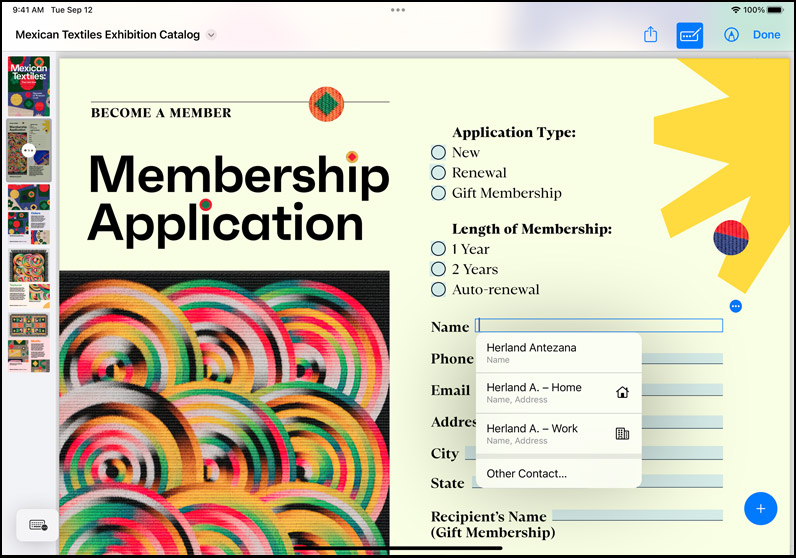 9:41 AM Tue Sep 12
100%
Mexican Textiles Exhibition Catalog
Done
Mexican
Textiles:
BECOME A MEMBER
Membership
Application
Application Type:
New
Renewal
Gift Membership
Length of Membership:
1 Year
2 Years
Auto-renewal
Name
Herland Antezana
Name
Phone
Herland A. – Home
Name, Address
Email
Herland A. – Work
Name, Address
Addres
City
Other Contact...
State
Recipient's Name
(Gift Membership)